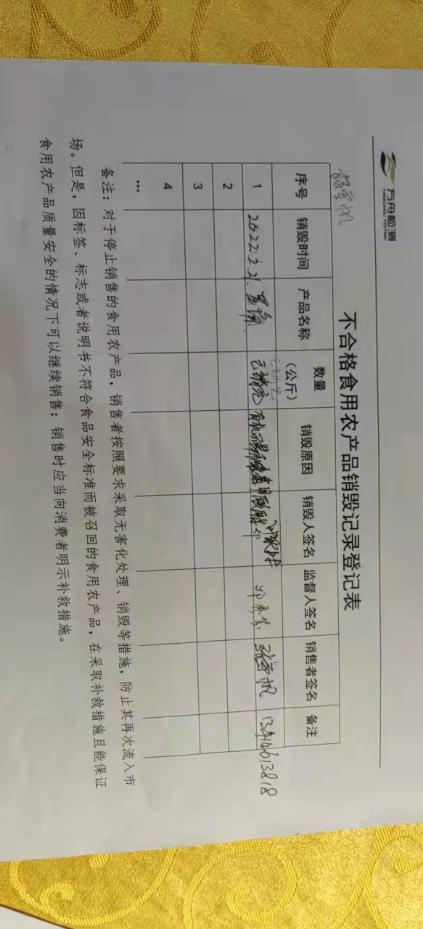 方舟检测
不合格食用农产品销毁记录登记表
序号 销毁时间 产品名称 数量（公斤） 销毁原因 销毁人签名 监督人签名 销售者签名 备注
1 2022.3.21.
2
3
4
…
备注：对于停止销售的食用农产品，销售者按照要求采取无害化处理、销毁等措施，防止其再次流入市
场。但是，因标签、标志或者说明书不符合食品安全标准而被召回的食用农产品，在采取补救措施且能保证
食用农产品质量安全的情况下可以继续销售；销售时应当向消费者明示补救措施。